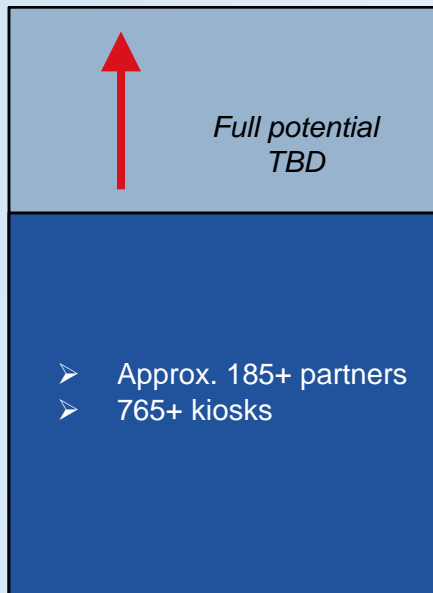 Full potential
TBD
➢ Approx. 185+ partners
➢ 765+ kiosks